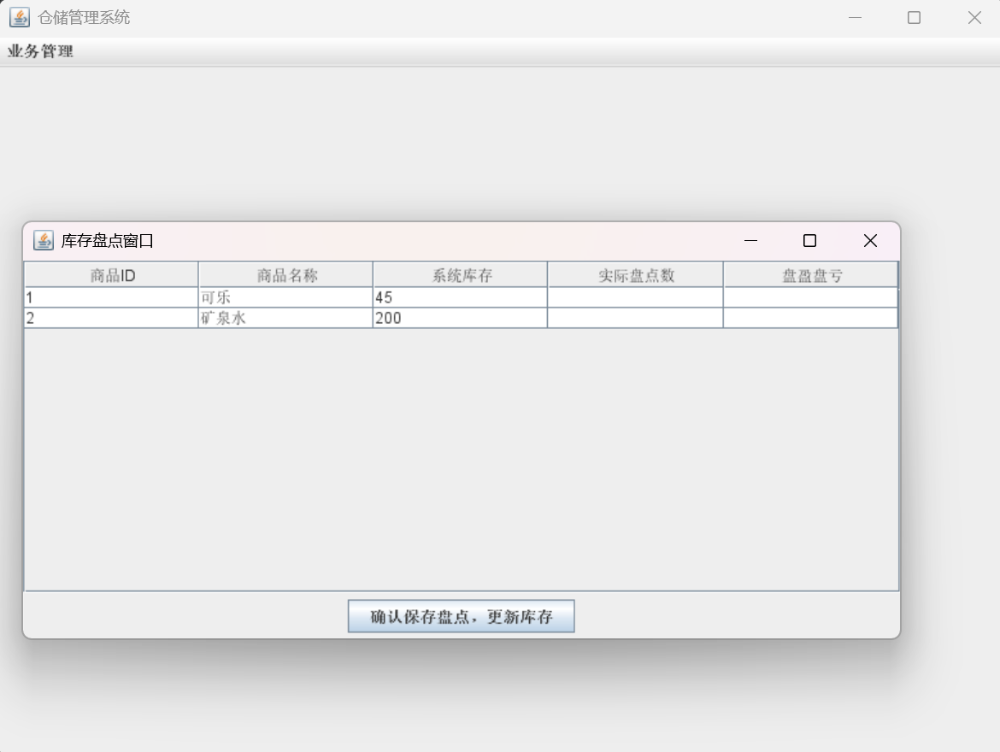 仓储管理系统
业务管理
库存盘点窗口
商品ID 商品名称 系统库存 实际盘点数 盘盈盘亏
1 可乐 45
2 矿泉水 200
确认保存盘点，更新库存